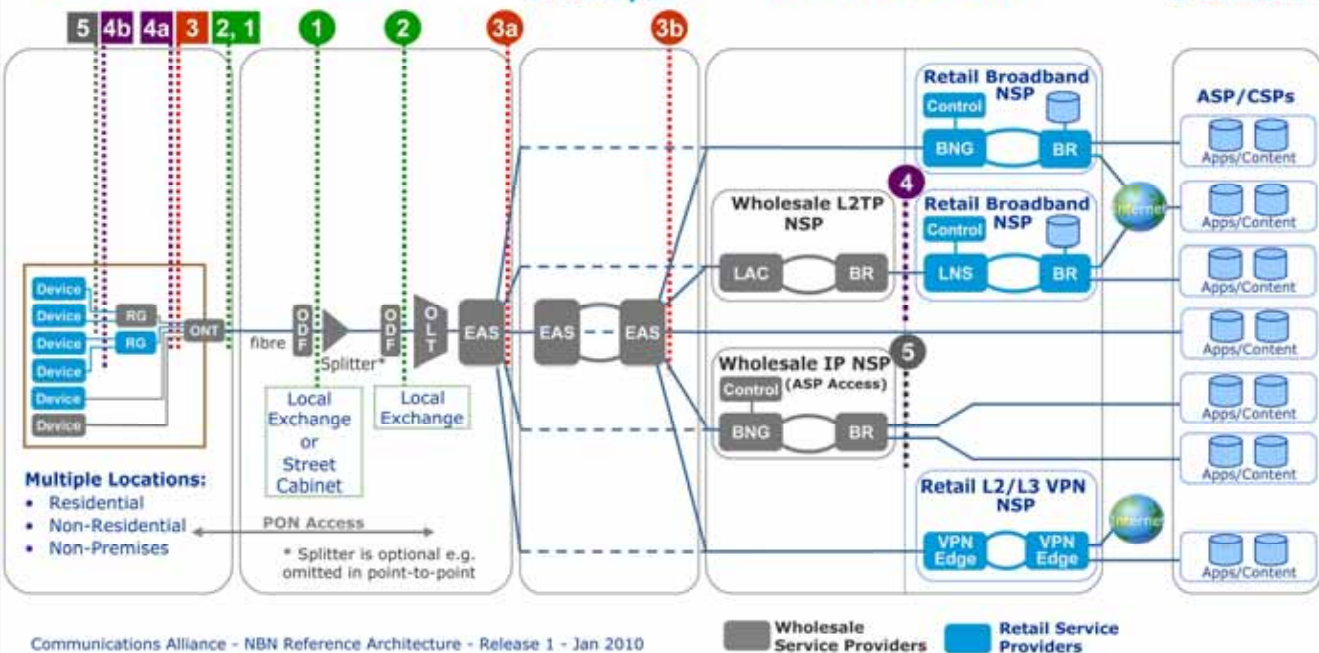 5
4b
4a
3
2, 1
1
2
3a
3b
Device
Device
Device
Device
Device
Device
RG
RG
ONT
Multiple Locations:
• Residential
• Non-Residential
• Non-Premises
fibre
ODF
Splitter*
ODF
OLT
EAS
Local
Exchange
or
Street
Cabinet
Local
Exchange
PON Access
* Splitter is optional e.g.
omitted in point-to-point
EAS
EAS
Wholesale L2TP
NSP
LAC
BR
Wholesale IP NSP
(ASP Access)
Control
BNG
BR
4
5
Retail Broadband
NSP
Control
BNG
BR
Retail Broadband
NSP
Control
LNS
BR
Internet
Retail L2/L3 VPN
NSP
VPN
Edge
VPN
Edge
Internet
ASP/CSPs
Apps/Content
Apps/Content
Apps/Content
Apps/Content
Apps/Content
Apps/Content
Apps/Content
Communications Alliance - NBN Reference Architecture - Release 1 - Jan 2010
Wholesale
Service Providers
Retail Service
Providers